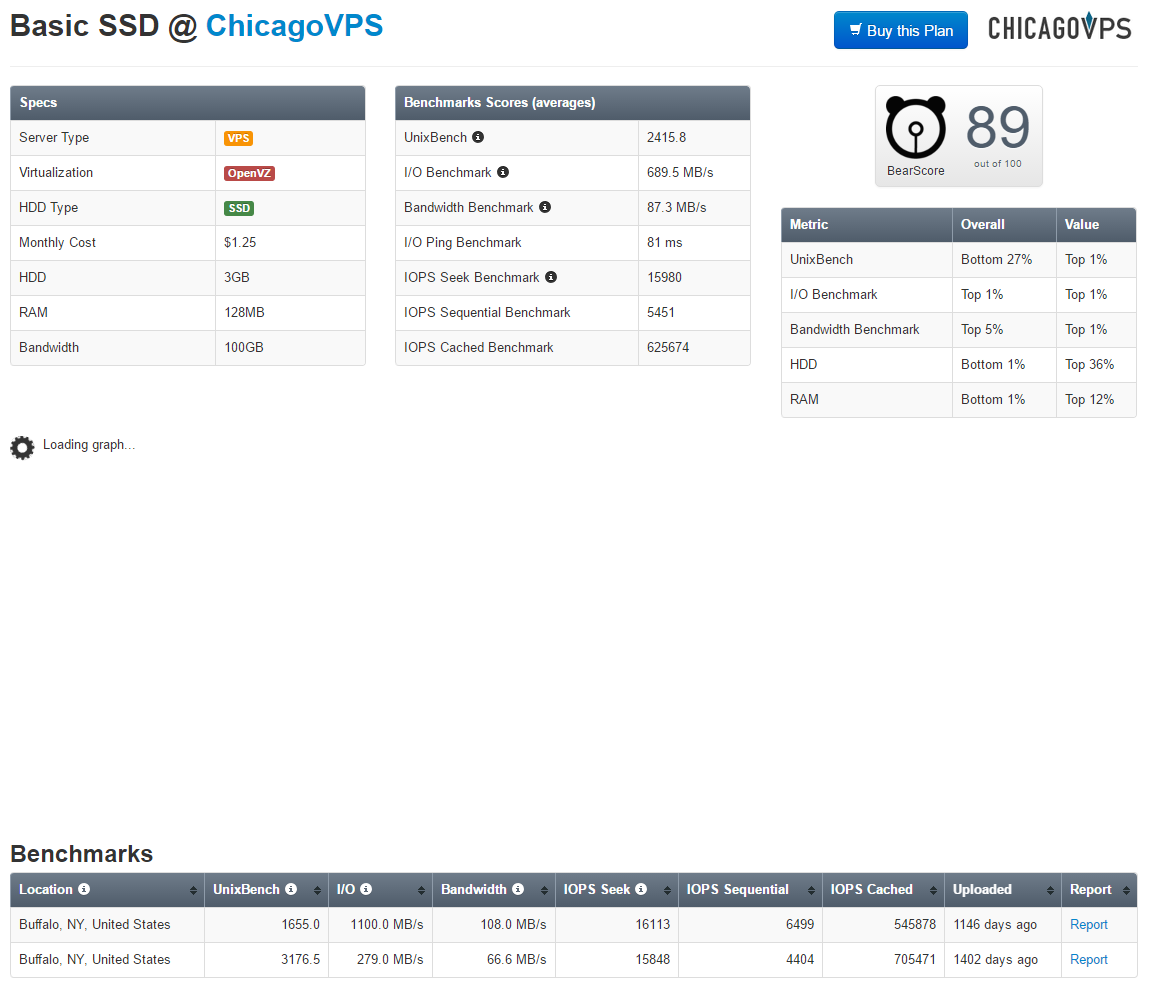 Basic SSD @ ChicagoVPS
Buy this Plan
CHICAGOVPS
Specs
Server Type VPS
Virtualization OpenVZ
HDD Type SSD
Monthly Cost $1.25
HDD 3GB
RAM 128MB
Bandwidth 100GB
Benchmarks Scores (averages)
UnixBench 2415.8
I/O Benchmark 689.5 MB/s
Bandwidth Benchmark 87.3 MB/s
I/O Ping Benchmark 81 ms
IOPS Seek Benchmark 15980
IOPS Sequential Benchmark 5451
IOPS Cached Benchmark 625674
89
out of 100
BearScore
Metric Overall Value
UnixBench Bottom 27% Top 1%
I/O Benchmark Top 1% Top 1%
Bandwidth Benchmark Top 5% Top 1%
HDD Bottom 1% Top 36%
RAM Bottom 1% Top 12%
Loading graph...
Benchmarks
Location UnixBench I/O Bandwidth IOPS Seek IOPS Sequential IOPS Cached Uploaded Report
Buffalo, NY, United States 1655.0 1100.0 MB/s 108.0 MB/s 16113 6499 545878 1146 days ago Report
Buffalo, NY, United States 3176.5 279.0 MB/s 66.6 MB/s 15848 4404 705471 1402 days ago Report